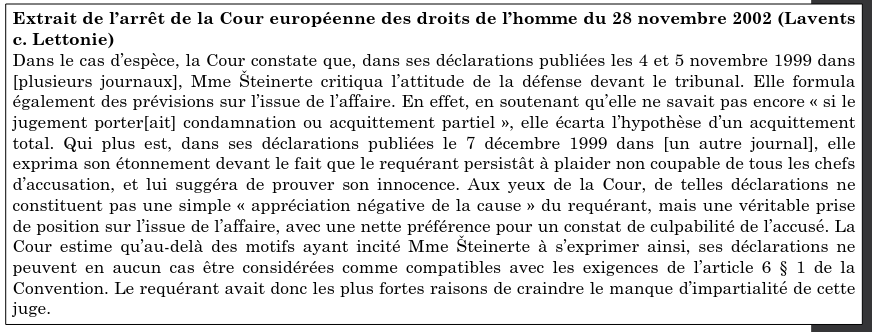 Extrait de l'arrêt de la Cour européenne des droits de l'homme du 28 novembre 2002 (Lavents
c. Lettonie)
Dans le cas d'espèce, la Cour constate que, dans ses déclarations publiées les 4 et 5 novembre 1999 dans
[plusieurs journaux], Mme Šteinerte critiqua l'attitude de la défense devant le tribunal. Elle formula
également des prévisions sur l'issue de l'affaire. En effet, en soutenant qu'elle ne savait pas encore « si le
jugement porter[ait] condamnation ou acquittement partiel », elle écarta l'hypothèse d'un acquittement
total. Qui plus est, dans ses déclarations publiées le 7 décembre 1999 dans [un autre journal], elle
exprima son étonnement devant le fait que le requérant persistât à plaider non coupable de tous les chefs
d'accusation, et lui suggéra de prouver son innocence. Aux yeux de la Cour, de telles déclarations ne
constituent pas une simple « appréciation négative de la cause » du requérant, mais une véritable prise
de position sur l'issue de l'affaire, avec une nette préférence pour un constat de culpabilité de l'accusé. La
Cour estime qu'au-delà des motifs ayant incité Mme Šteinerte à s'exprimer ainsi, ses déclarations ne
peuvent en aucun cas être considérées comme compatibles avec les exigences de l'article 6 § 1 de la
Convention. Le requérant avait donc les plus fortes raisons de craindre le manque d'impartialité de cette
juge.